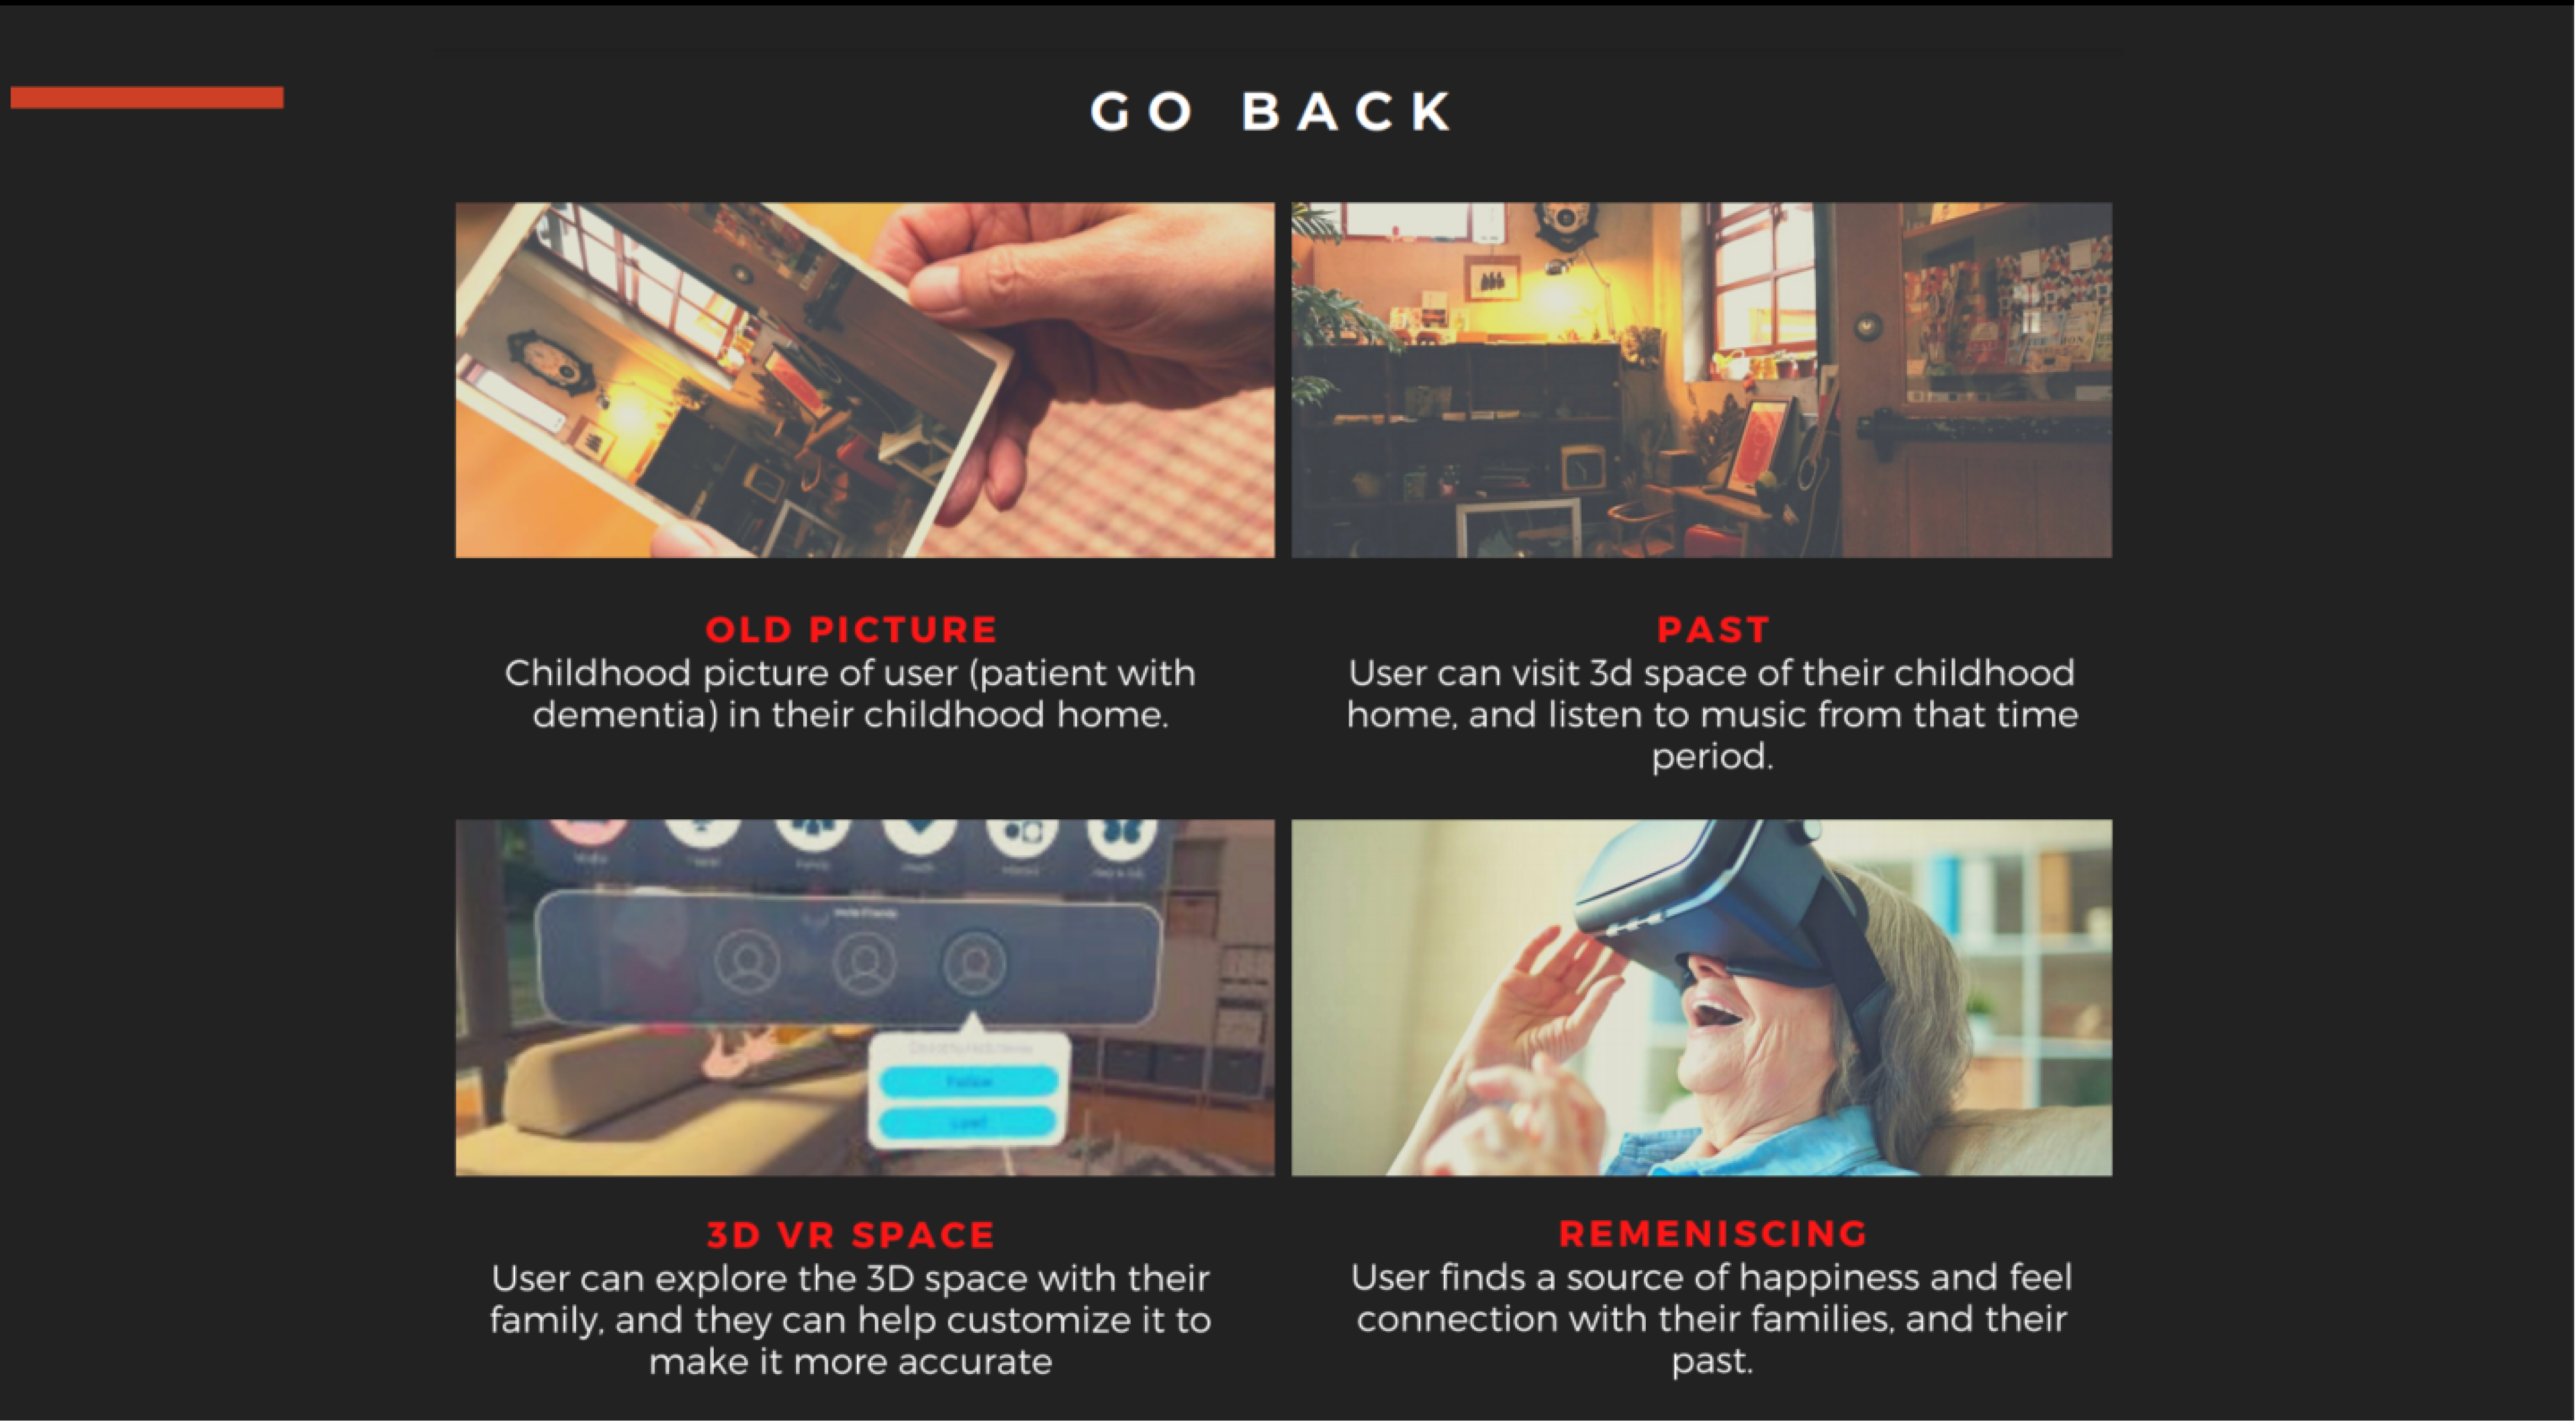 GO BACK
OLD PICTURE
Childhood picture of user (patient with
dementia) in their childhood home.
PAST
User can visit 3d space of their childhood
home, and listen to music from that time
period.
Invite Friends
Follow
3D VR SPACE
User can explore the 3D space with their
family, and they can help customize it to
make it more accurate
REMENISCING
User finds a source of happiness and feel
connection with their families, and their
past.